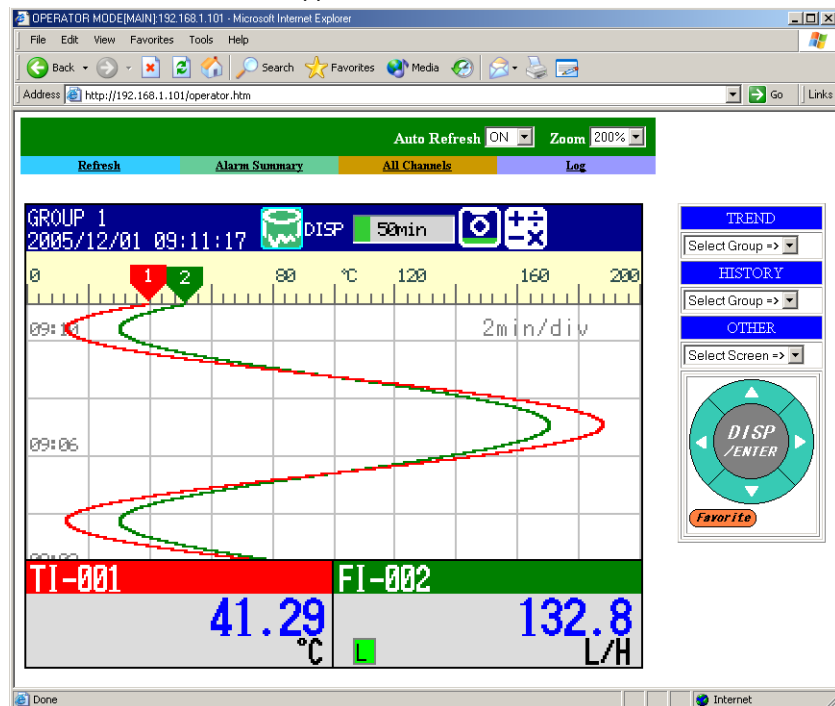 OPERATOR MODE[MAIN]:192.168.1.101 - Microsoft Internet Explorer
File Edit View Favorites Tools Help
Back Search Favorites Media
Address http://192.168.1.101/operator.htm Go Links
Auto Refresh ON Zoom 200%
Refresh Alarm Summary All Channels Log
GROUP 1
2005/12/01 09:11:17 DISP 50min
0 1 2 80 °C 120 160 200
2min/div
09:06
TI-001 FI-002
41.29 132.8
°C L L/H
TREND
Select Group =>
HISTORY
Select Group =>
OTHER
Select Screen =>
DISP
/ENTER
Favorite
Done Internet